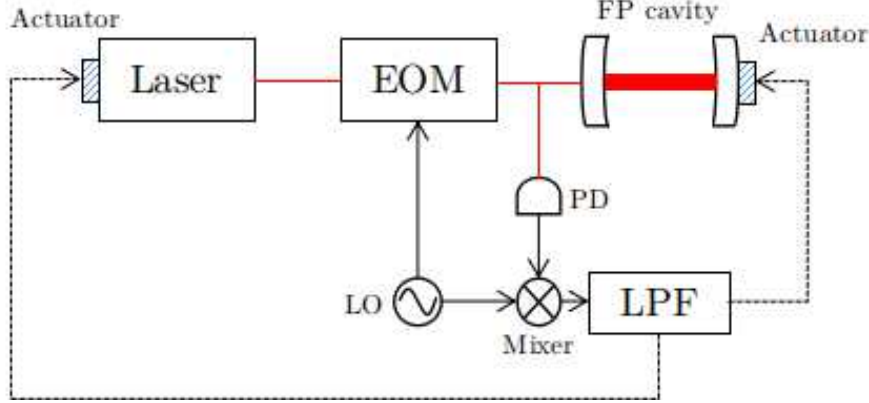 Actuator
FP cavity
Actuator
Laser
EOM
PD
LO
LPF
Mixer